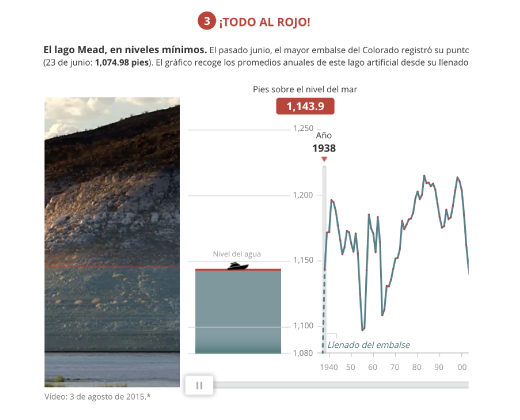 3 ¡TODO AL ROJO!
El lago Mead, en niveles mínimos. El pasado junio, el mayor embalse del Colorado registró su punto
(23 de junio: 1,074.98 pies). El gráfico recoge los promedios anuales de este lago artificial desde su llenado
Pies sobre el nivel del mar
1,143.9
1,250
Año
1938
1,200
Nivel del agua
1,150
1,100
Llenado del embalse
1,080
1940 50 60 70 80 90 00
Vídeo: 3 de agosto de 2015.*